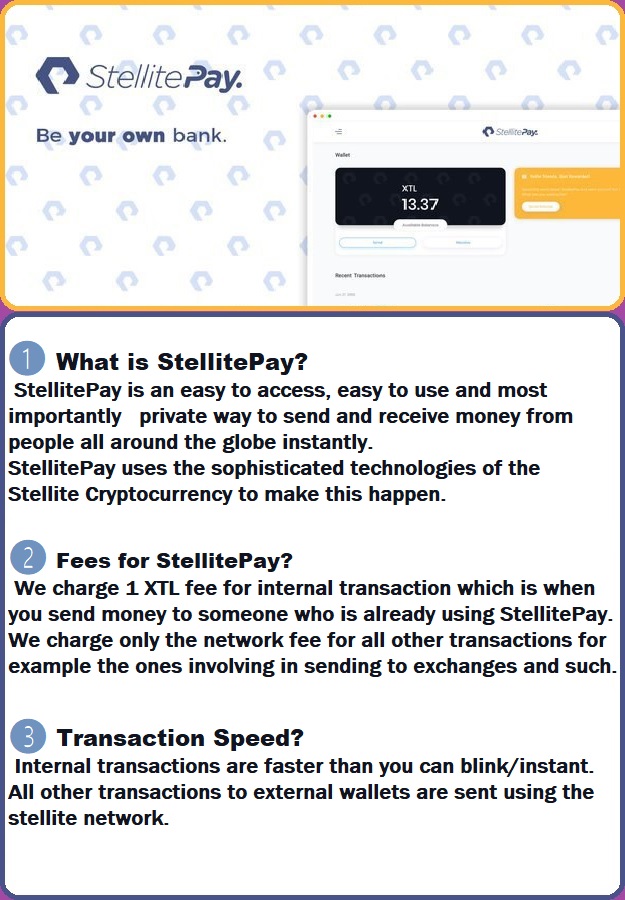 StellitePay.
Be your own bank.
StellitePay.
Wallet
XTL
13.37
Available Balance
Recent Transactions
1 What is StellitePay?
StellitePay is an easy to access, easy to use and most
importantly private way to send and receive money from
people all around the globe instantly.
StellitePay uses the sophisticated technologies of the
Stellite Cryptocurrency to make this happen.
2 Fees for StellitePay?
We charge 1 XTL fee for internal transaction which is when
you send money to someone who is already using StellitePay.
We charge only the network fee for all other transactions for
example the ones involving in sending to exchanges and such.
3 Transaction Speed?
Internal transactions are faster than you can blink/instant.
All other transactions to external wallets are sent using the
stellite network.